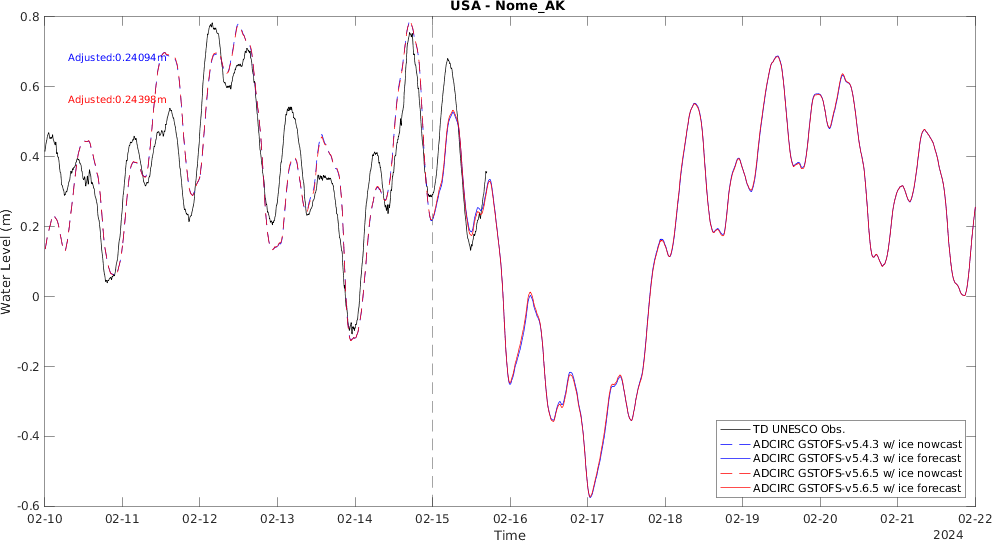 USA - Nome_AK
0.8
0.6
0.4
0.2
0
-0.2
-0.4
-0.6
Water Level (m)
Adjusted:0.24094m
Adjusted:0.24398m
TD UNESCO Obs.
ADCIRC GSTOFS-v5.4.3 w/ ice nowcast
ADCIRC GSTOFS-v5.4.3 w/ ice forecast
ADCIRC GSTOFS-v5.6.5 w/ ice nowcast
ADCIRC GSTOFS-v5.6.5 w/ ice forecast
02-10 02-11 02-12 02-13 02-14 02-15 02-16 02-17 02-18 02-19 02-20 02-21 02-22
Time
2024